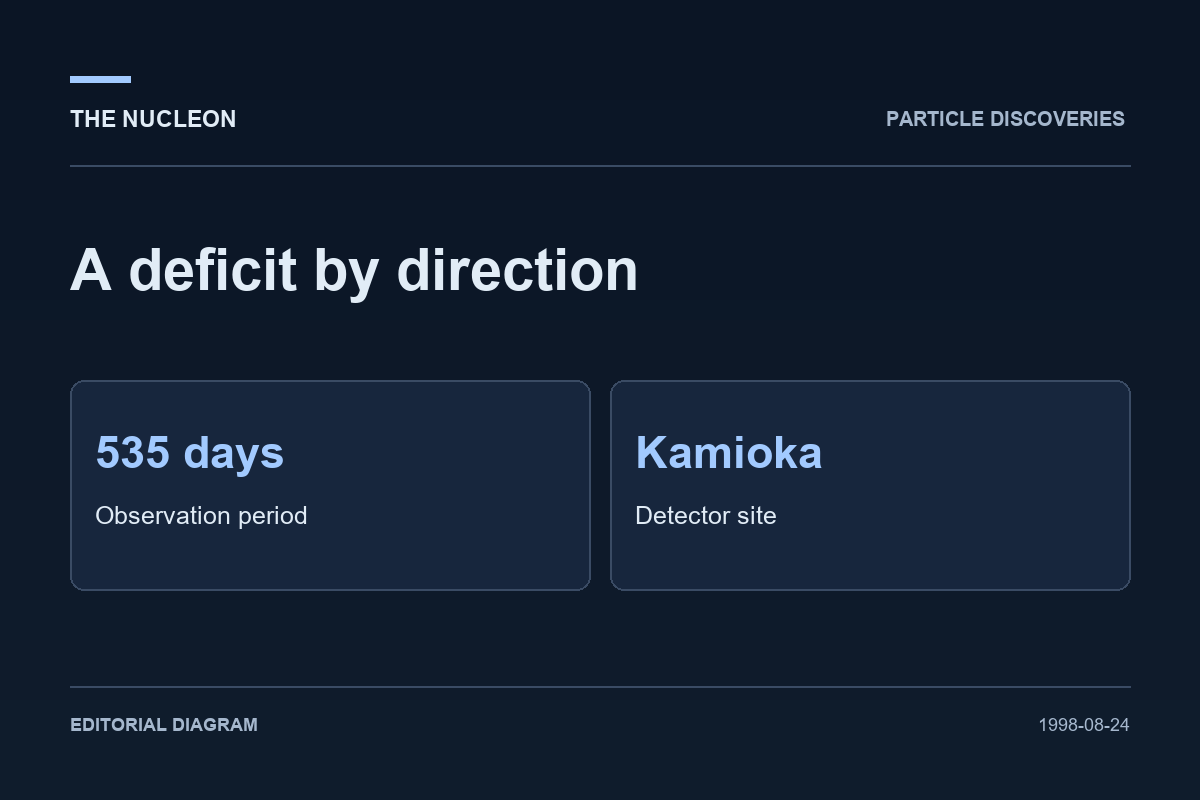 THE NUCLEON
PARTICLE DISCOVERIES
A deficit by direction
535 days
Observation period
Kamioka
Detector site
EDITORIAL DIAGRAM
1998-08-24